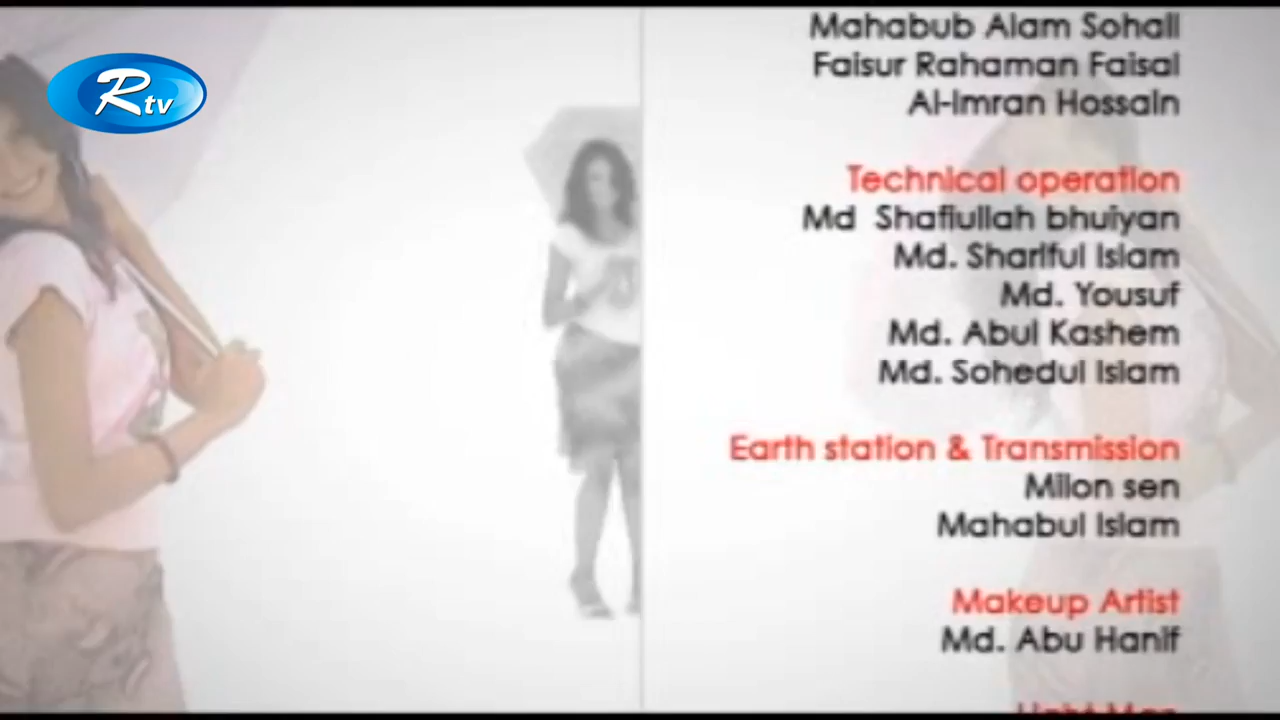 Rtv
Mahabub Alam Sohail
Faisur Rahaman Faisal
Al-Imran Hossain
Technical operation
Md Shafiullah bhuiyan
Md. Shariful Islam
Md. Yousuf
Md. Abul Kashem
Md. Sohedul Islam
Earth station & Transmission
Milon sen
Mahabul Islam
Makeup Artist
Md. Abu Hanif